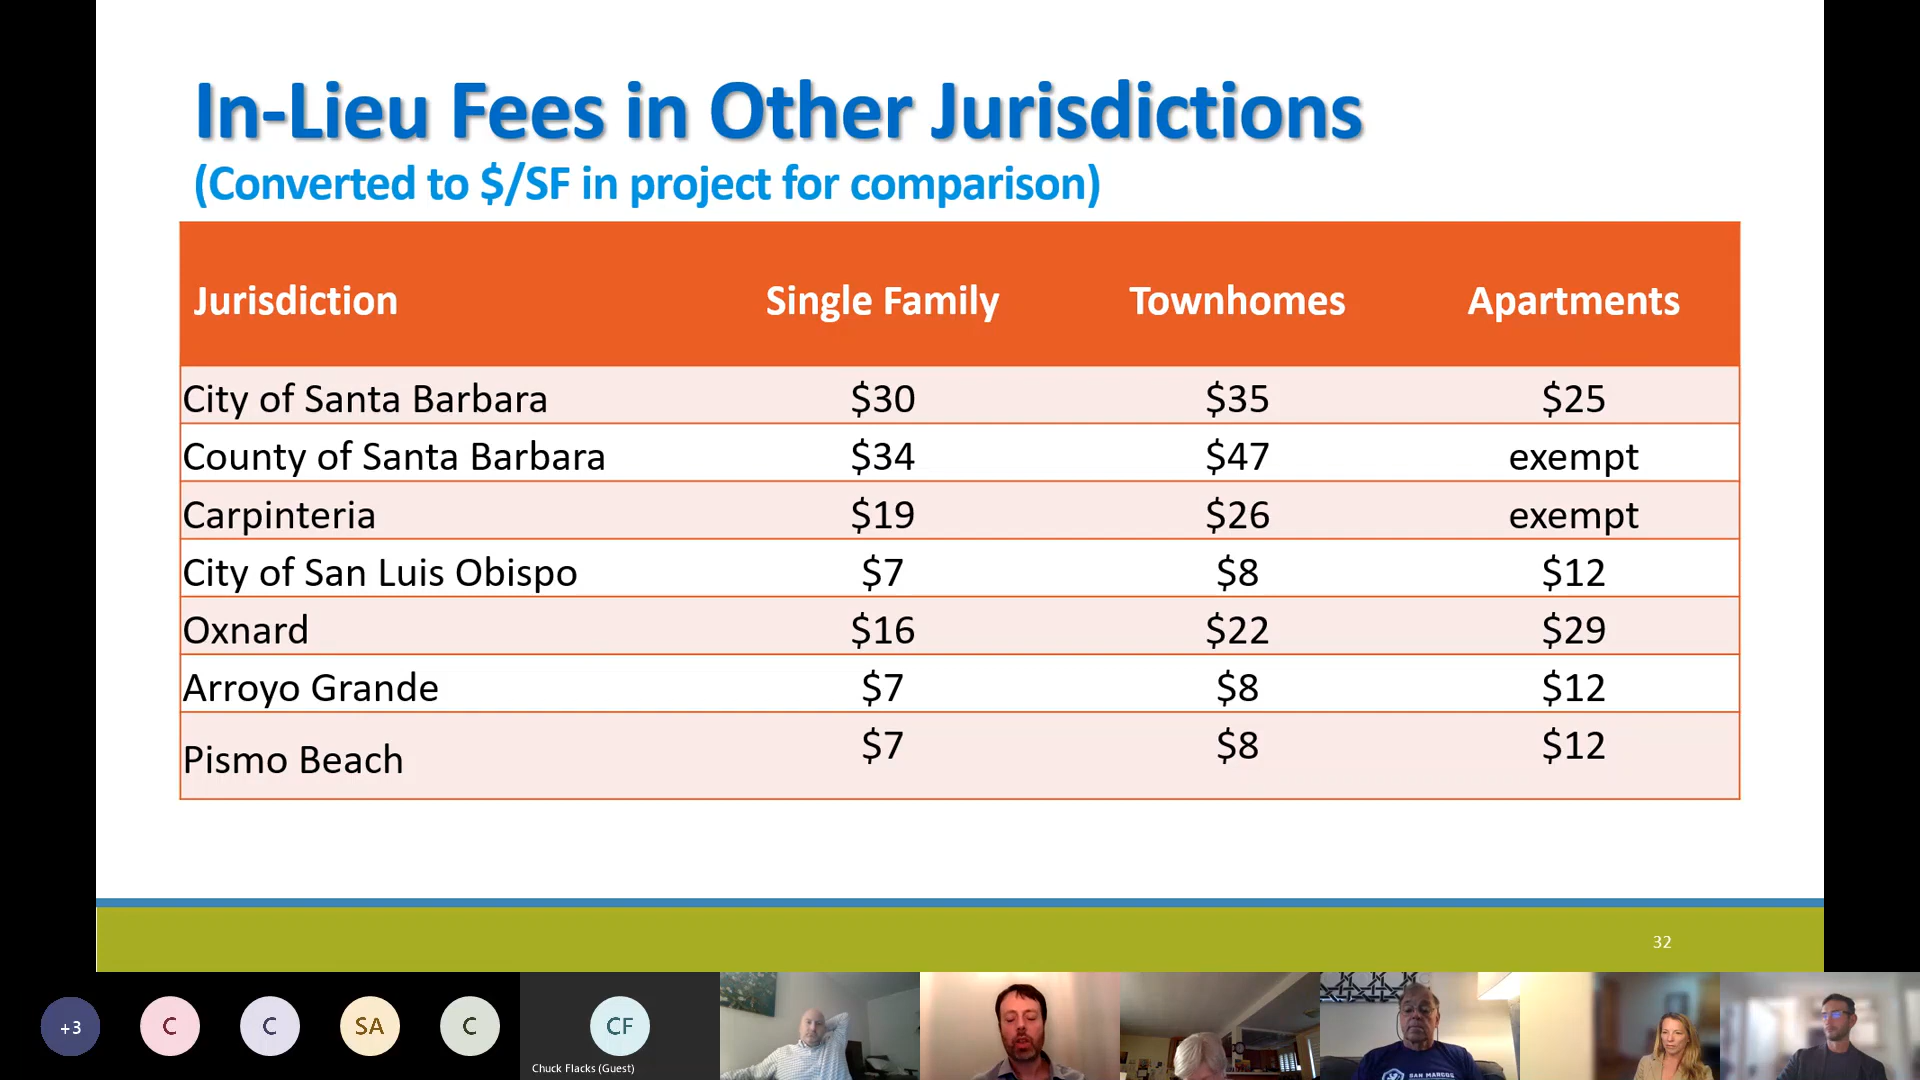 In-Lieu Fees in Other Jurisdictions
(Converted to $/SF in project for comparison)
Jurisdiction Single Family Townhomes Apartments
City of Santa Barbara $30 $35 $25
County of Santa Barbara $34 $47 exempt
Carpinteria $19 $26 exempt
City of San Luis Obispo $7 $8 $12
Oxnard $16 $22 $29
Arroyo Grande $7 $8 $12
Pismo Beach $7 $8 $12
32
+3 C C SA C CF
Chuck Flacks (Guest)
SAN MARCOS